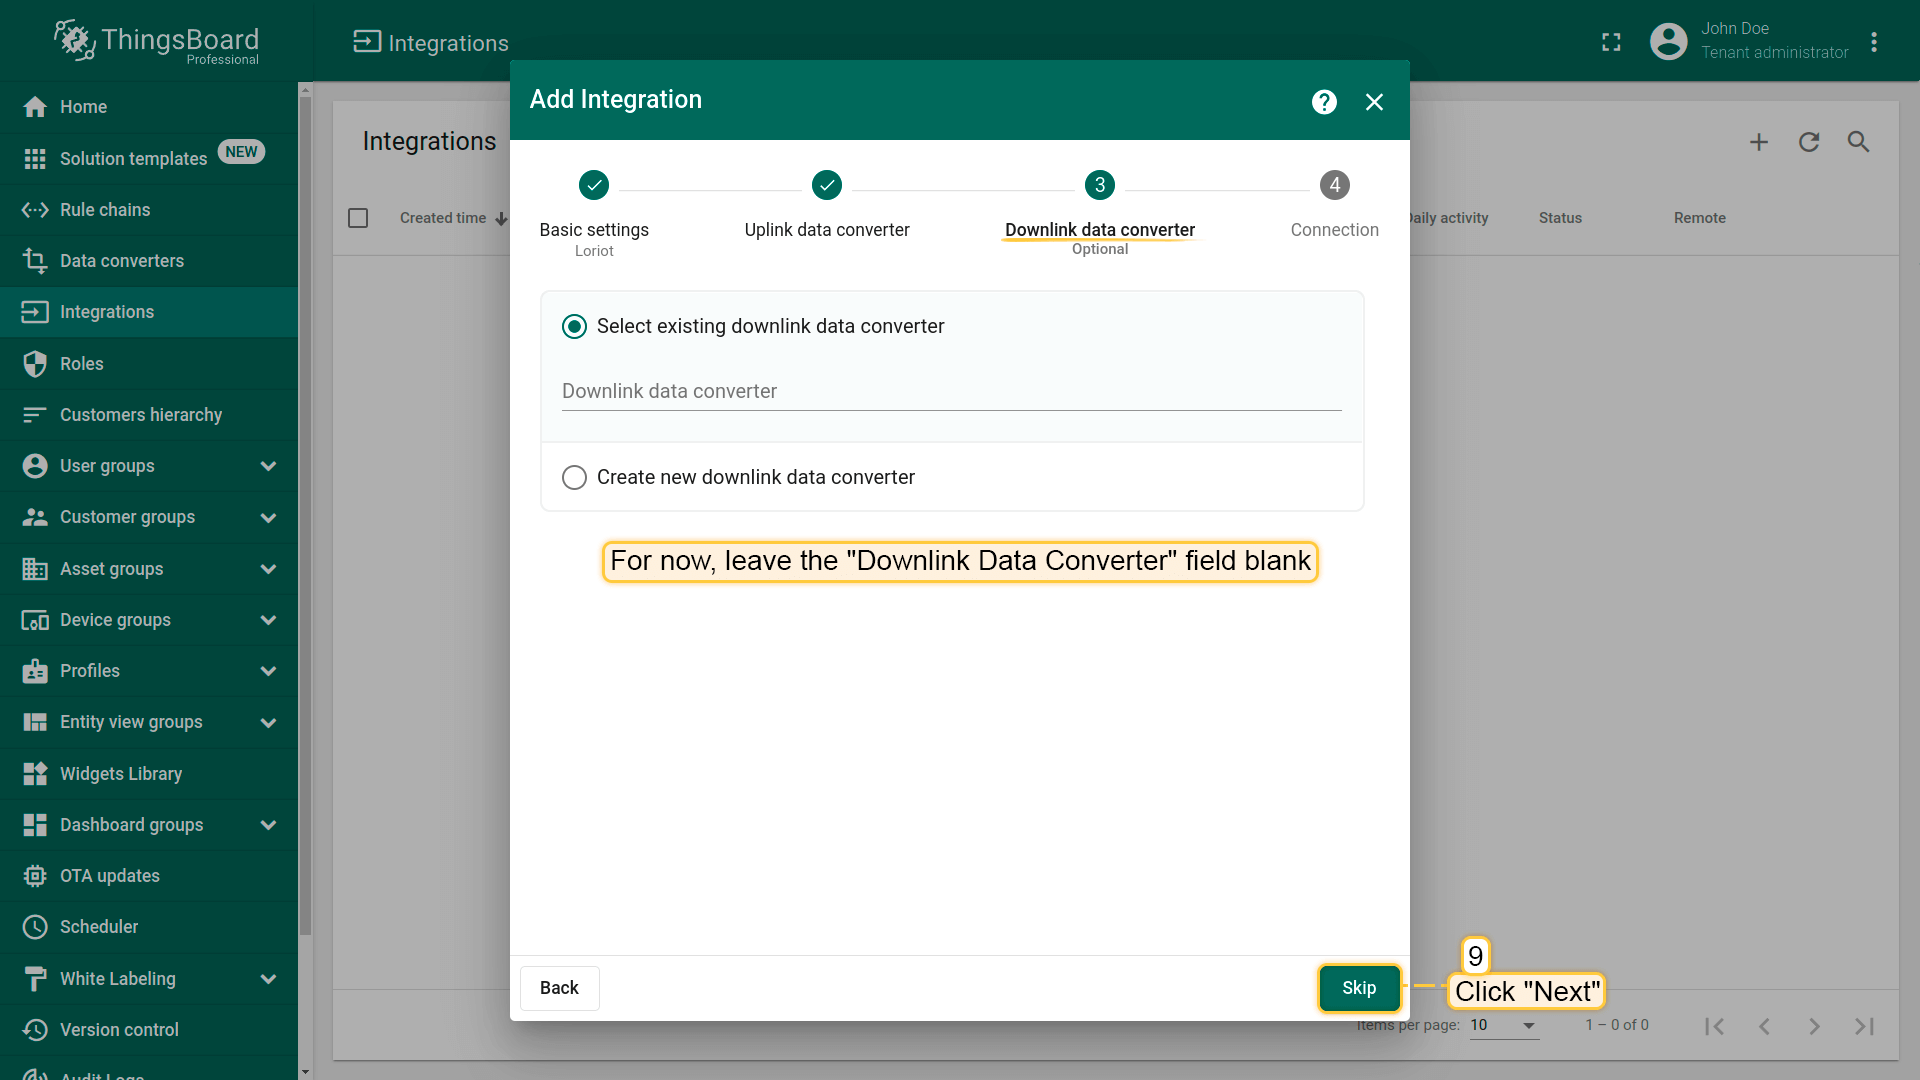 ThingsBoard
Professional
Integrations
John Doe
Tenant administrator
Home
Solution templates NEW
Rule chains
Data converters
Integrations
Roles
Customers hierarchy
User groups
Customer groups
Asset groups
Device groups
Profiles
Entity view groups
Widgets Library
Dashboard groups
OTA updates
Scheduler
White Labeling
Version control
Audit Logs
Integrations
Created time
Daily activity
Status
Remote
Add Integration
?
Basic settings
Loriot
Uplink data converter
3
Downlink data converter
Optional
4
Connection
Select existing downlink data converter
Downlink data converter
Create new downlink data converter
For now, leave the "Downlink Data Converter" field blank
Back
Skip
9
Click "Next"
Items per page: 10
1 – 0 of 0